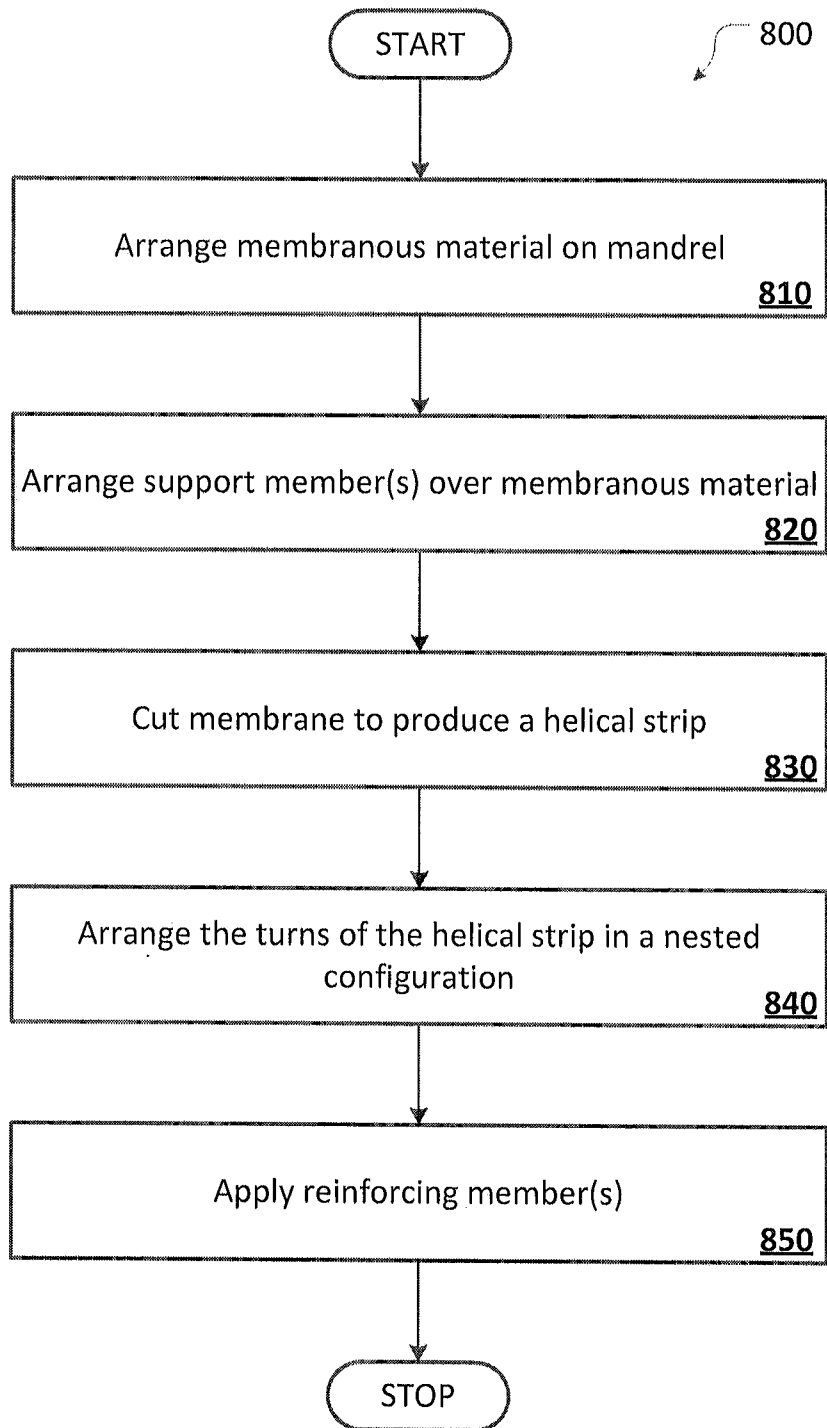 START
800
Arrange membranous material on mandrel
810
Arrange support member(s) over membranous material
820
Cut membrane to produce a helical strip
830
Arrange the turns of the helical strip in a nested
configuration
840
Apply reinforcing member(s)
850
STOP